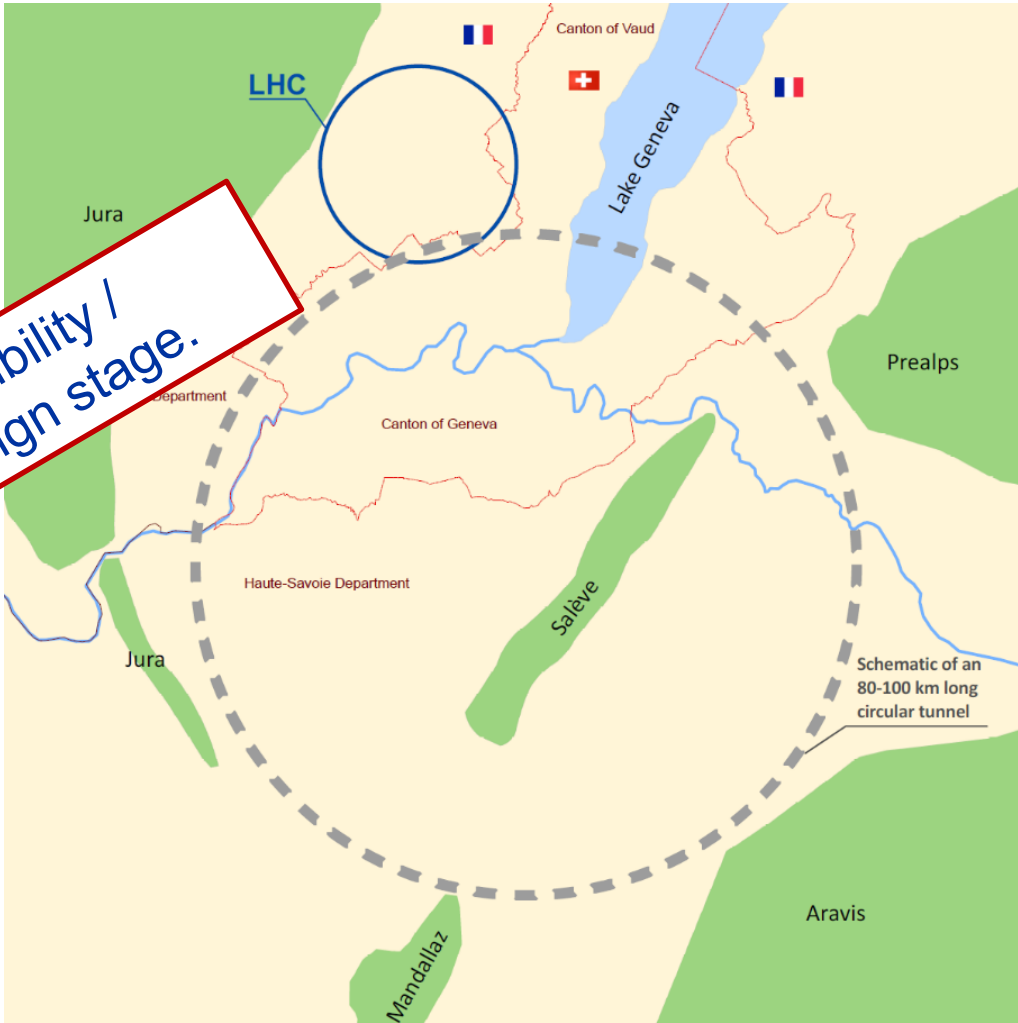 Canton of Vaud
LHC
Lake Geneva
Jura
bility /
ign stage.
Department
Prealps
Canton of Geneva
Haute-Savoie Department
Salève
Jura
Schematic of an
80-100 km long
circular tunnel
Aravis
Mandallaz